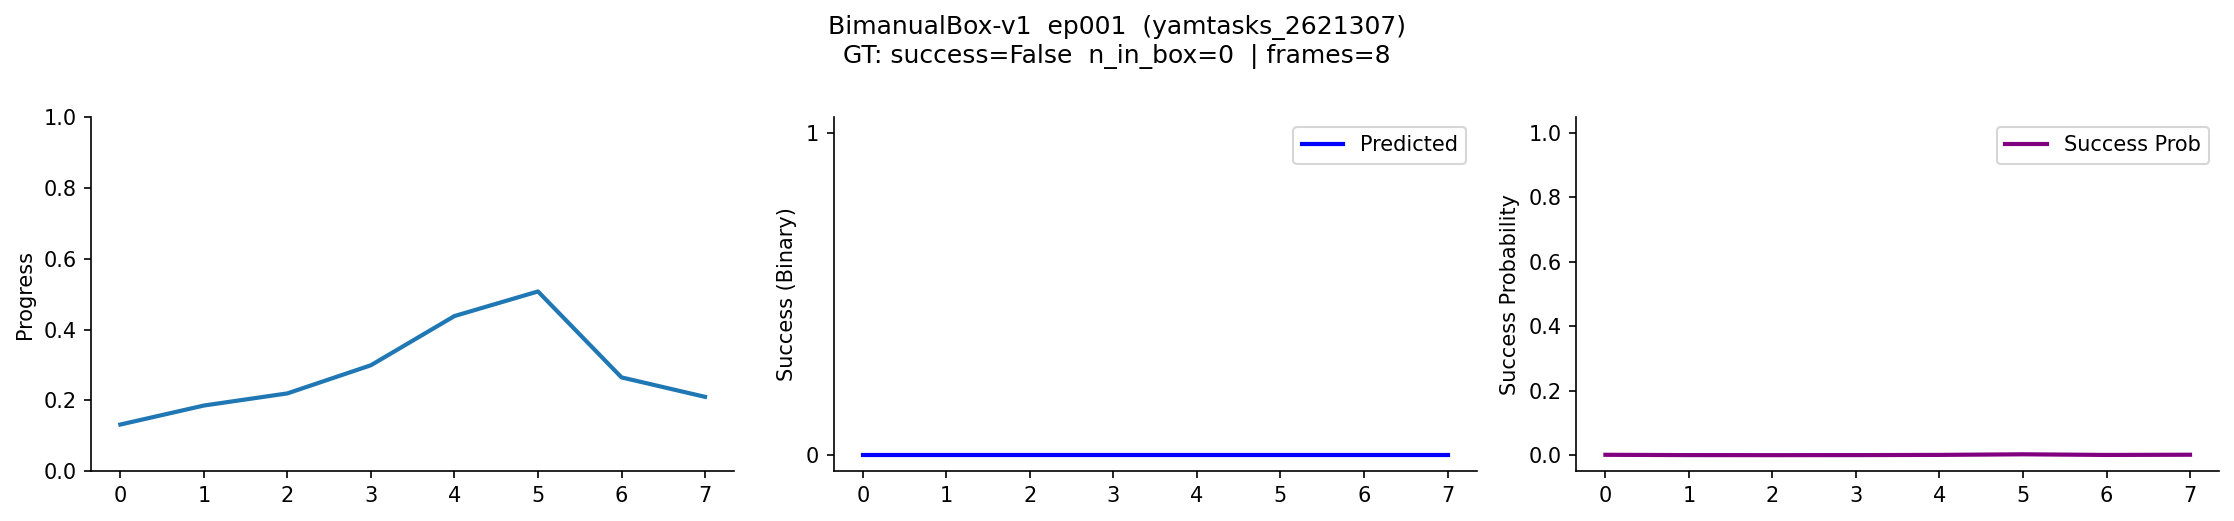 BimanualBox-v1  ep001  (yamtasks_2621307)
GT: success=False  n_in_box=0  | frames=8
Progress
1.0
0.8
0.6
0.4
0.2
0.0
0 1 2 3 4 5 6 7
Success (Binary)
1
0
Predicted
0 1 2 3 4 5 6 7
Success Probability
1.0
0.8
0.6
0.4
0.2
0.0
Success Prob
0 1 2 3 4 5 6 7